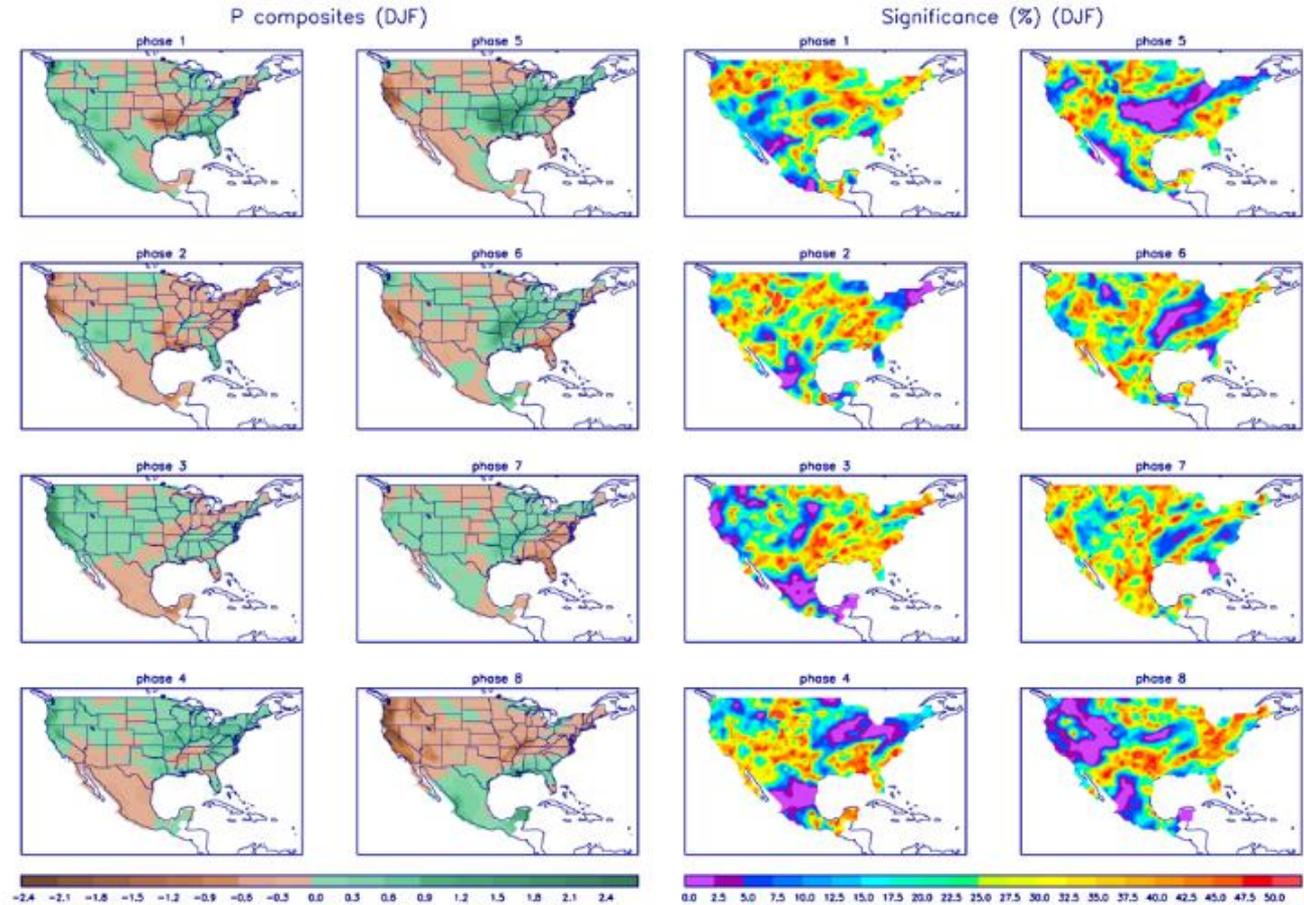 P composites (DJF)
Significance (%) (DJF)
phase 1
phase 5
phase 1
phase 5
phase 2
phase 6
phase 2
phase 6
phase 3
phase 7
phase 3
phase 7
phase 4
phase 8
phase 4
phase 8
-2.4 -2.1 -1.8 -1.5 -1.2 -0.9 -0.6 -0.3 0.0 0.3 0.6 0.9 1.2 1.5 1.8 2.1 2.4
0.0 2.5 5.0 7.5 10.0 12.5 15.0 17.5 20.0 22.5 25.0 27.5 30.0 32.5 35.0 37.5 40.0 42.5 45.0 47.5 50.0